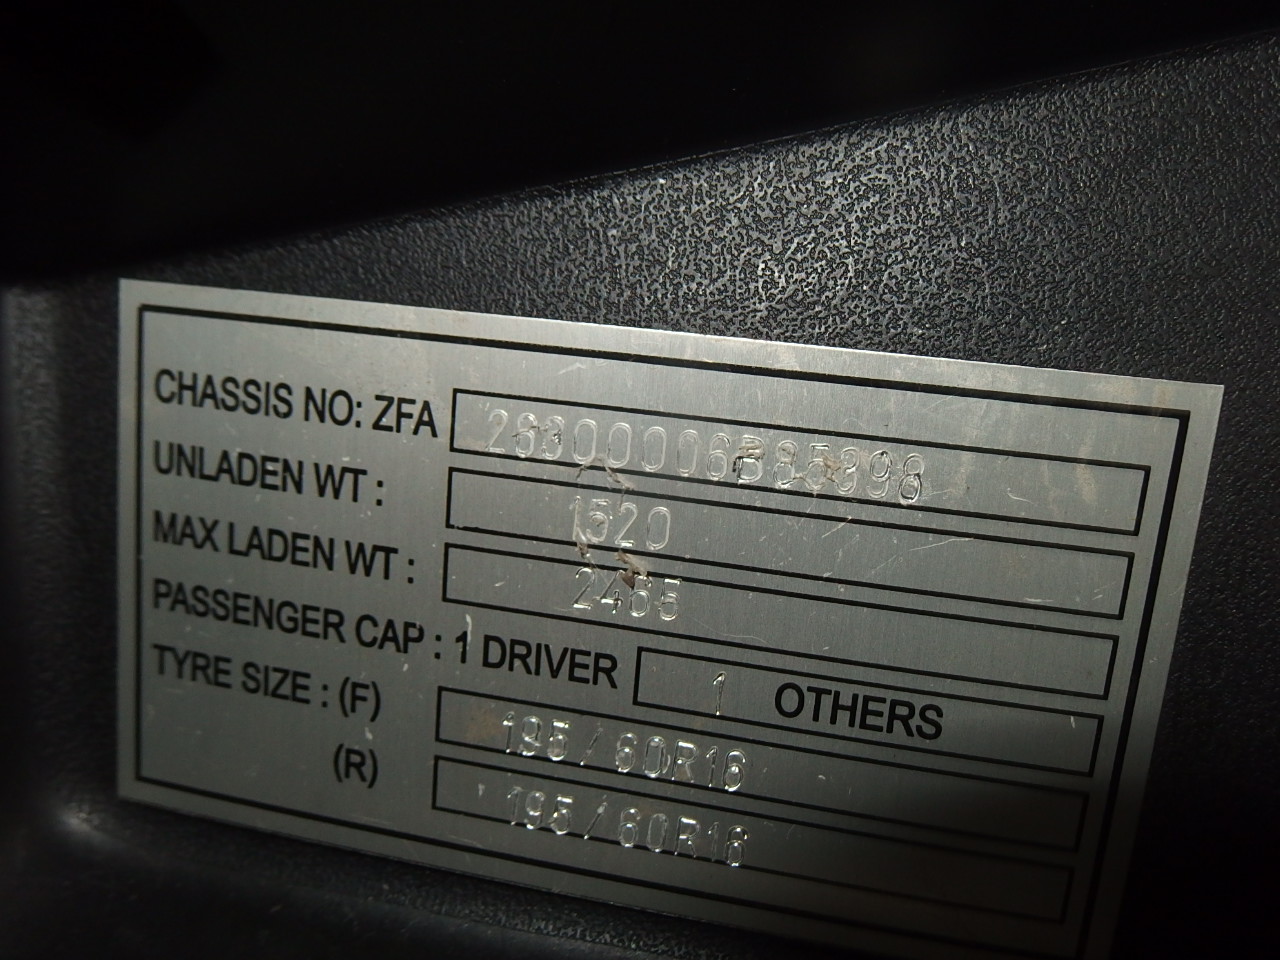 CHASSIS NO: ZFA 26300006B85398
UNLADEN WT : 1520
MAX LADEN WT : 2465
PASSENGER CAP : 1 DRIVER 1 OTHERS
TYRE SIZE : (F) 195/60R16
(R) 195/60R16